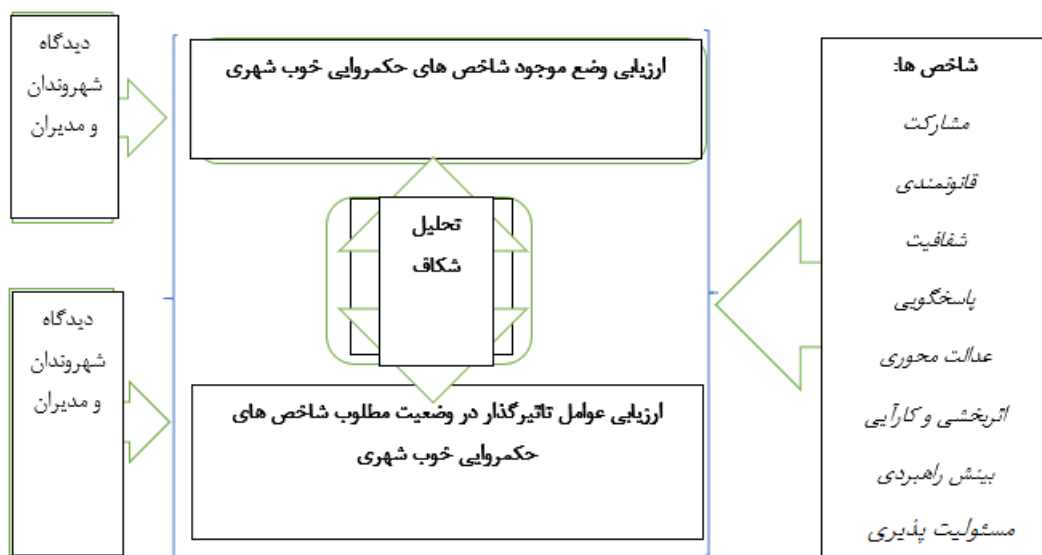 شاخص ها:
مشارکت
قانونمندی
شفافیت
پاسخگویی
عدالت محوری
اثربخشی و کارآیی
بینش راهبردی
مسئولیت پذیری
ارزیابی وضع موجود شاخص های حکمروایی خوب شهری
تحلیل
شکاف
ارزیابی عوامل تاثیرگذار در وضعیت مطلوب شاخص های
حکمروایی خوب شهری
دیدگاه
شهروندان
و مدیران
دیدگاه
شهروندان
و مدیران